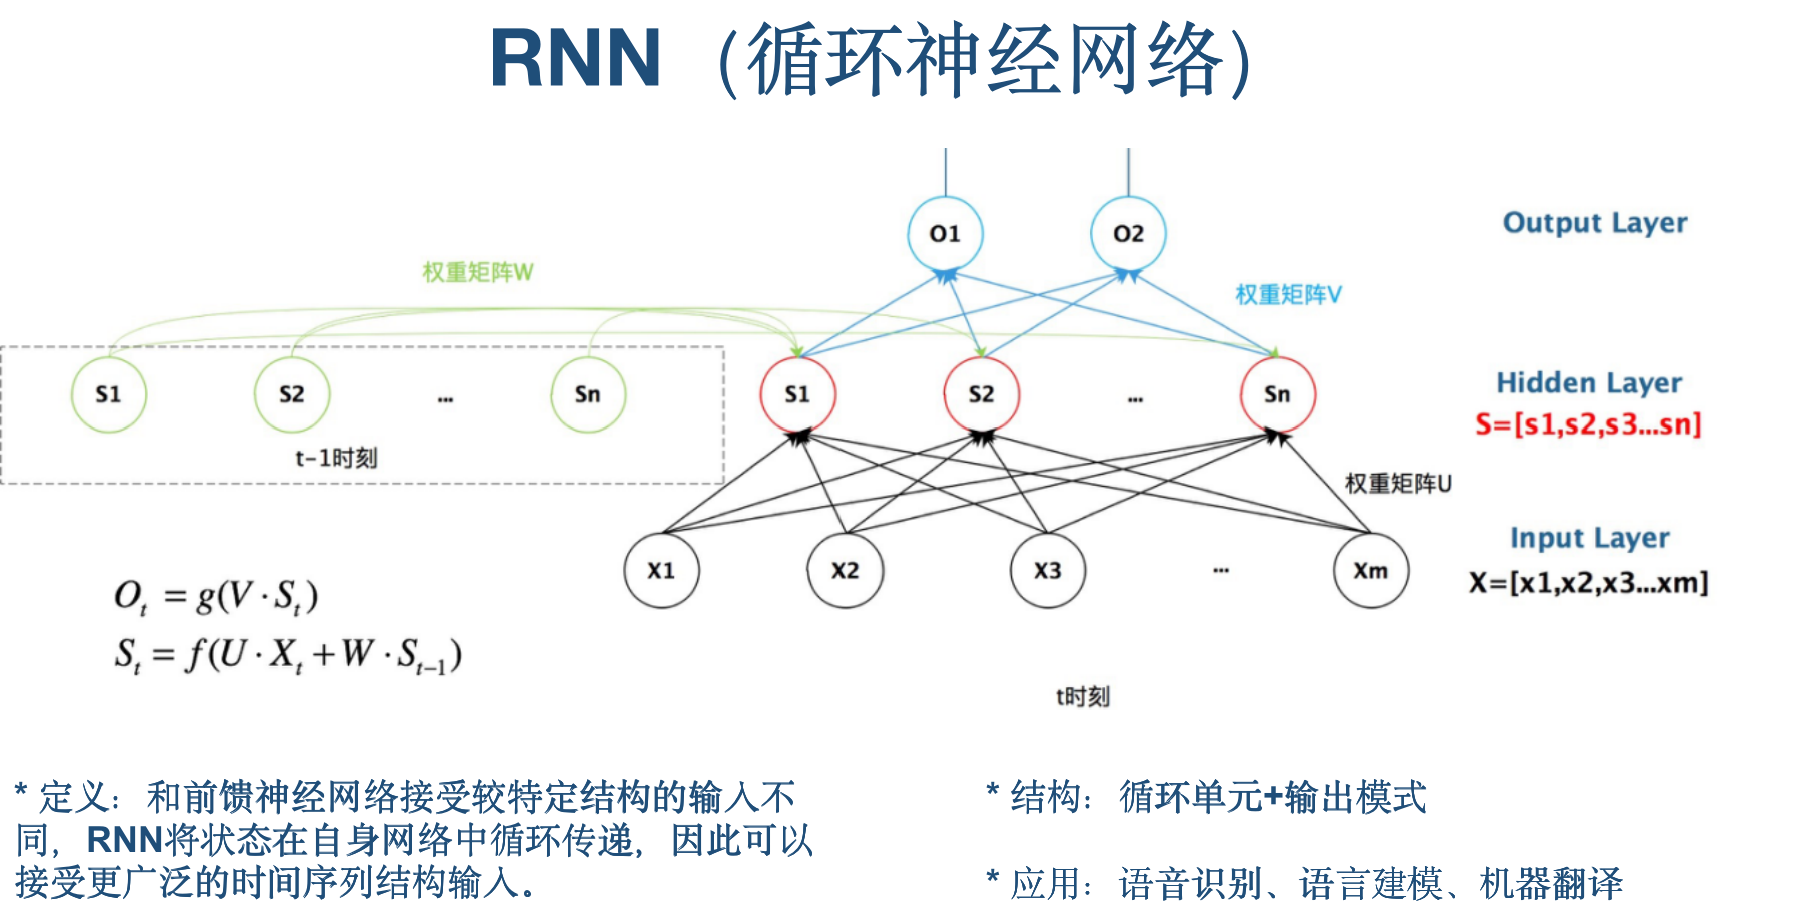 RNN（循环神经网络）
O1
O2
Output Layer
权重矩阵W
权重矩阵V
S1
S2
...
Sn
S1
S2
...
Sn
Hidden Layer
S=[s1,s2,s3...sn]
t-1时刻
权重矩阵U
X1
X2
X3
...
Xm
Input Layer
X=[x1,x2,x3...xm]
O_t = g(V · S_t)
S_t = f(U · X_t + W · S_{t-1})
t时刻
* 定义：和前馈神经网络接受较特定结构的输入不
同，RNN将状态在自身网络中循环传递，因此可以
接受更广泛的时间序列结构输入。
* 结构：循环单元+输出模式
* 应用：语音识别、语言建模、机器翻译